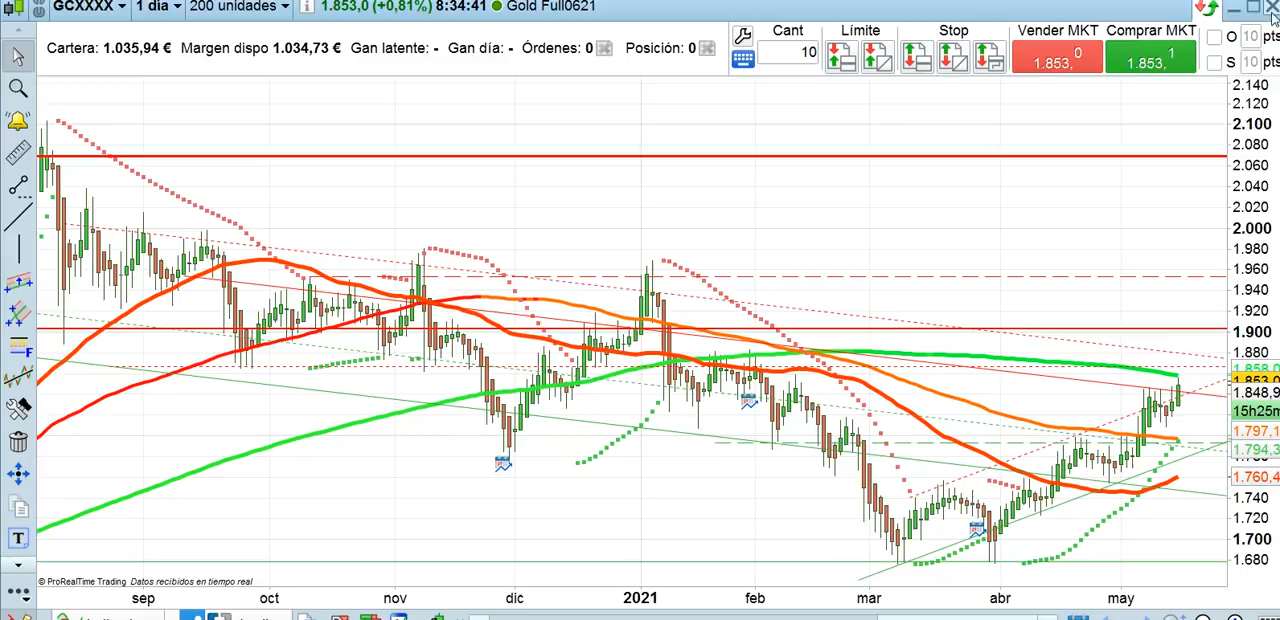 GCXXXX 1 día 200 unidades 1.853,0 (+0,81%) 8:34:41 Gold Full0621
Cartera: 1.035,94 € Margen dispo 1.034,73 € Gan latente: - Gan día: - Órdenes: 0 Posición: 0
Cant Límite Stop Vender MKT Comprar MKT
10
1.853, 0
1.853, 1
O 10 pts
S 10 pts
2.140
2.120
2.100
2.080
2.060
2.040
2.020
2.000
1.980
1.960
1.940
1.920
1.900
1.880
1.858,0
1.853,0
1.848,9
15h25m
1.797,1
1.794,3
1.760,4
1.740
1.720
1.700
1.680
F
T
© ProRealTime Trading Datos recibidos en tiempo real
sep oct nov dic 2021 feb mar abr may